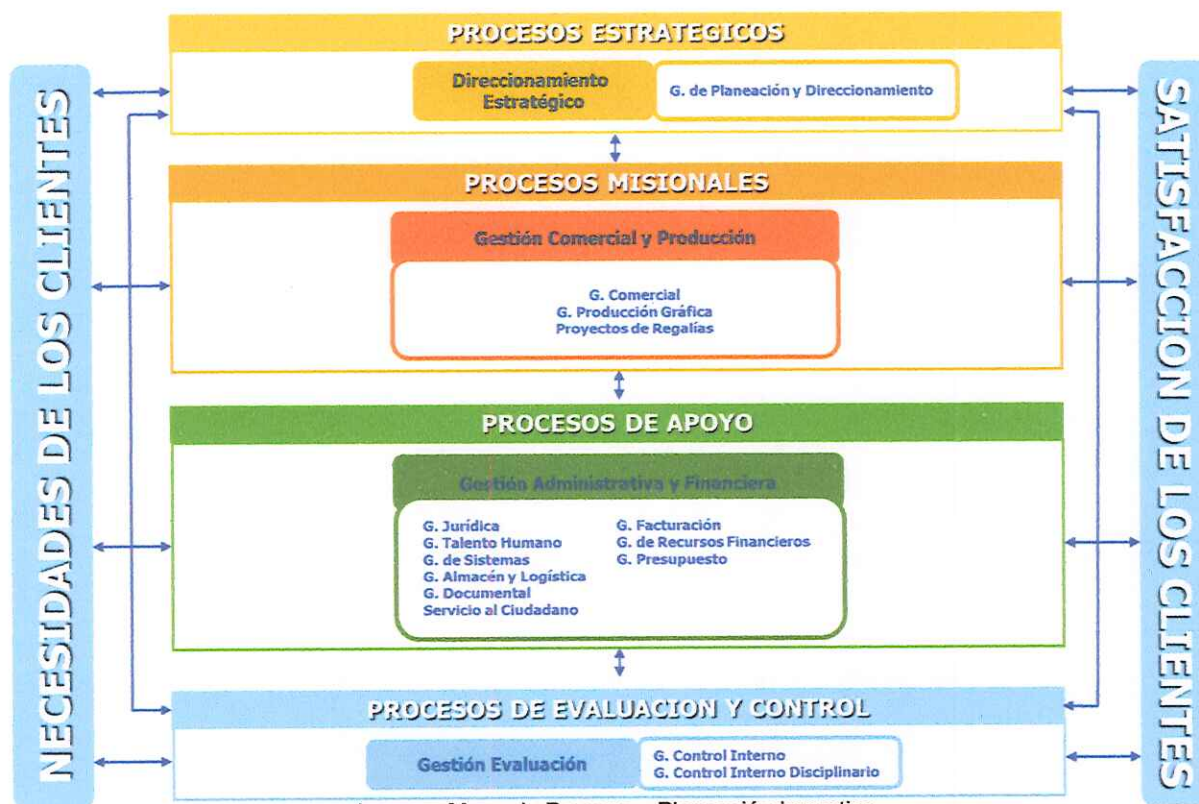 NECESIDADES DE LOS CLIENTES
PROCESOS ESTRATEGICOS
Direccionamiento
Estratégico
G. de Planeación y Direccionamiento
PROCESOS MISIONALES
Gestión Comercial y Producción
G. Comercial
G. Producción Gráfica
Proyectos de Regalías
PROCESOS DE APOYO
Gestión Administrativa y Financiera
G. Jurídica
G. Talento Humano
G. de Sistemas
G. Almacén y Logística
G. Documental
Servicio al Ciudadano
G. Facturación
G. de Recursos Financieros
G. Presupuesto
PROCESOS DE EVALUACION Y CONTROL
Gestión Evaluación
G. Control Interno
G. Control Interno Disciplinario
SATISFACCION DE LOS CLIENTES